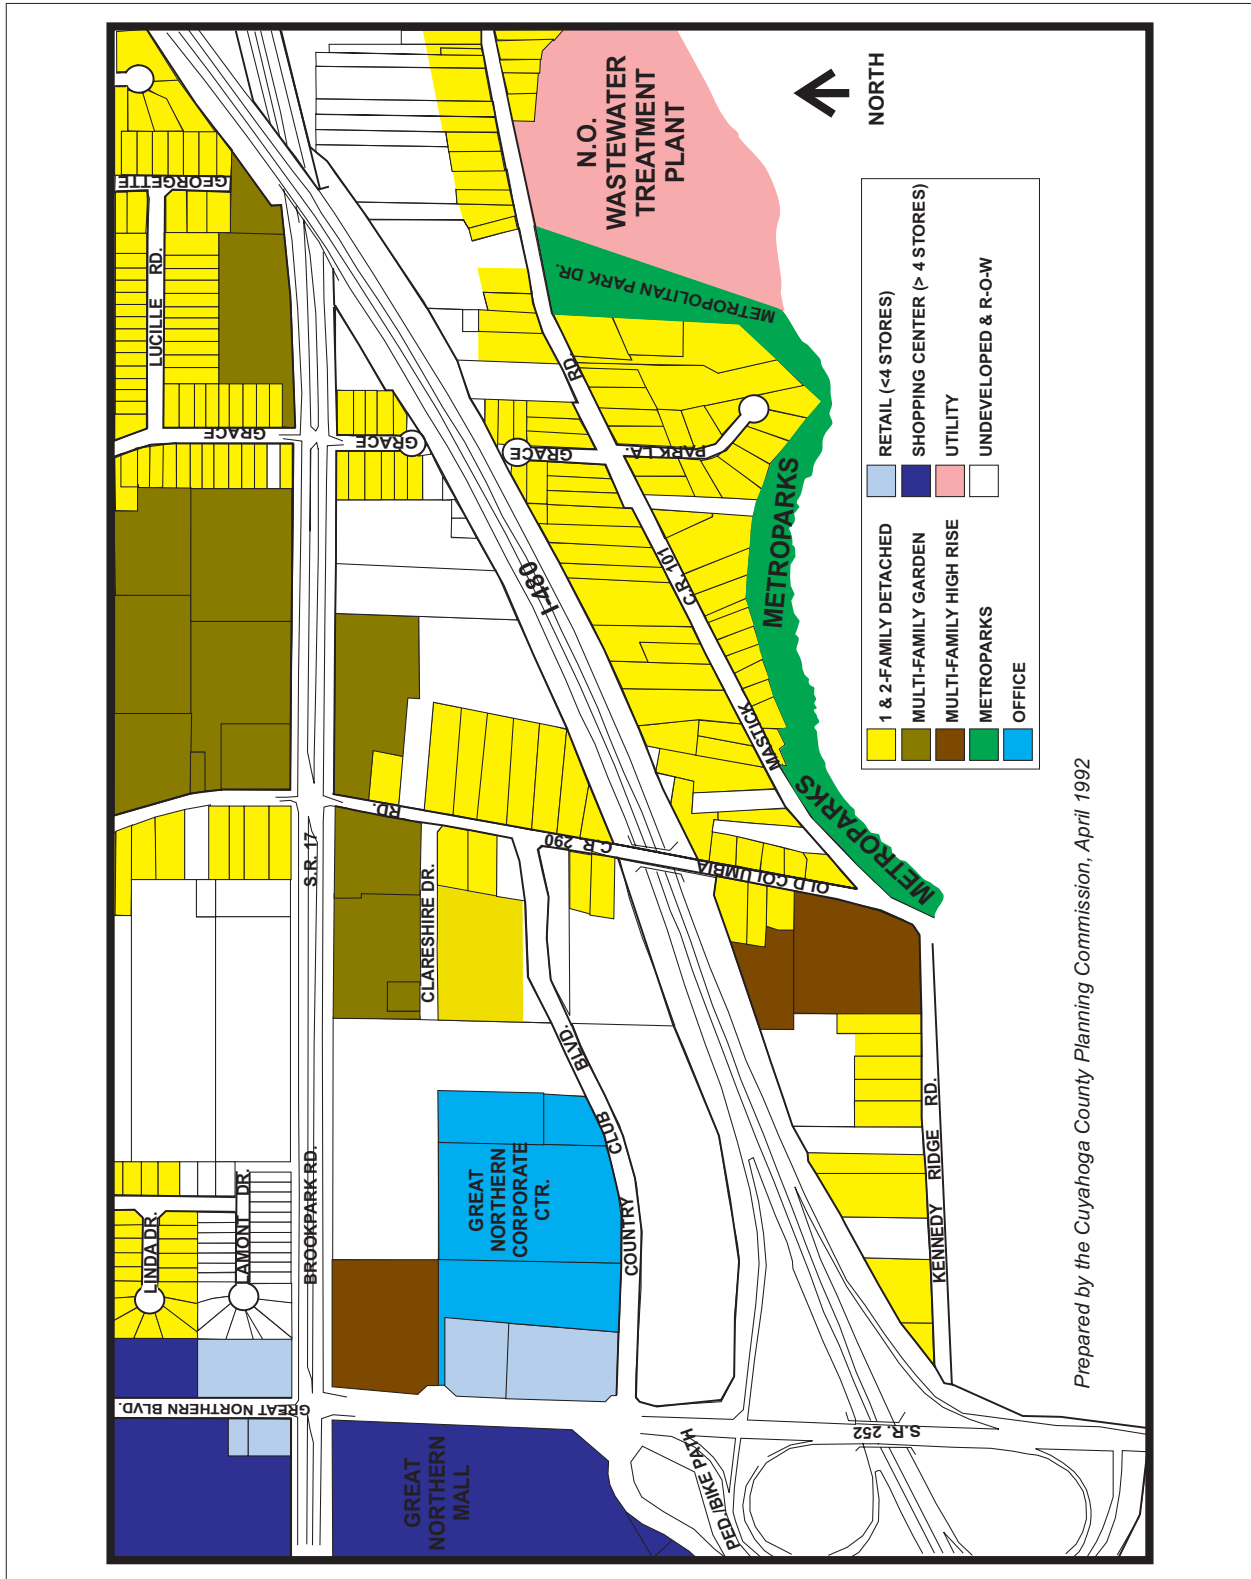 GEORGETTE
LUCILLE RD.
GRACE
GRACE
GRACE
PARK LA.
N.O.
WASTEWATER
TREATMENT
PLANT
METROPOLITAN PARK DR.
NORTH
RD.
I-480
C.R. 101
MASTICK
METROPARKS
METROPARKS
S.R. 17
BROOKPARK RD.
RD.
C.R. 290
OLD COLUMBIA
CLARESHIRE DR.
BLVD.
CLUB
COUNTRY
LINDA DR.
LAMONT DR.
GREAT
NORTHERN
CORPORATE
CTR.
KENNEDY RIDGE RD.
GREAT NORTHERN BLVD.
GREAT
NORTHERN
MALL
PED./BIKE PATH
S.R. 252
1 & 2-FAMILY DETACHED
MULTI-FAMILY GARDEN
MULTI-FAMILY HIGH RISE
METROPARKS
OFFICE
RETAIL (<4 STORES)
SHOPPING CENTER (> 4 STORES)
UTILITY
UNDEVELOPED & R-O-W
Prepared by the Cuyahoga County Planning Commission, April 1992